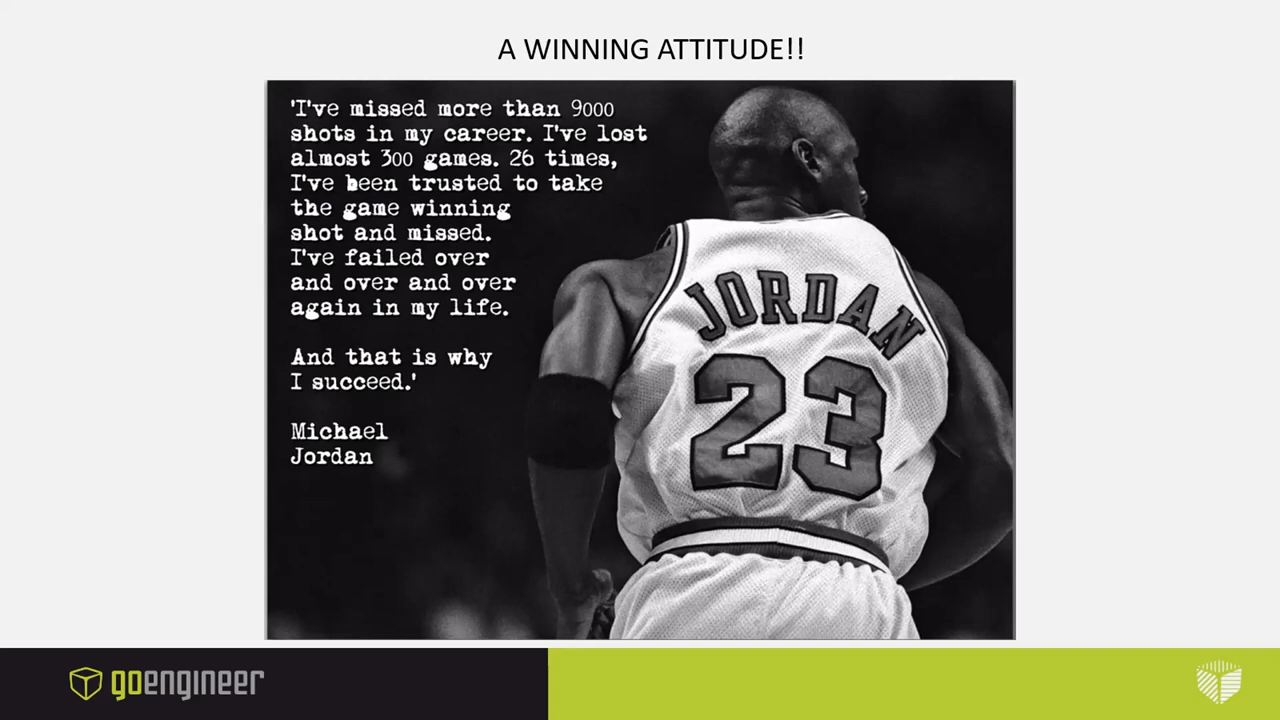 A WINNING ATTITUDE!!
'I've missed more than 9000
shots in my career. I've lost
almost 300 games. 26 times,
I've been trusted to take
the game winning
shot and missed.
I've failed over
and over and over
again in my life.
And that is why
I succeed.'
Michael
Jordan
JORDAN
23
goengineer